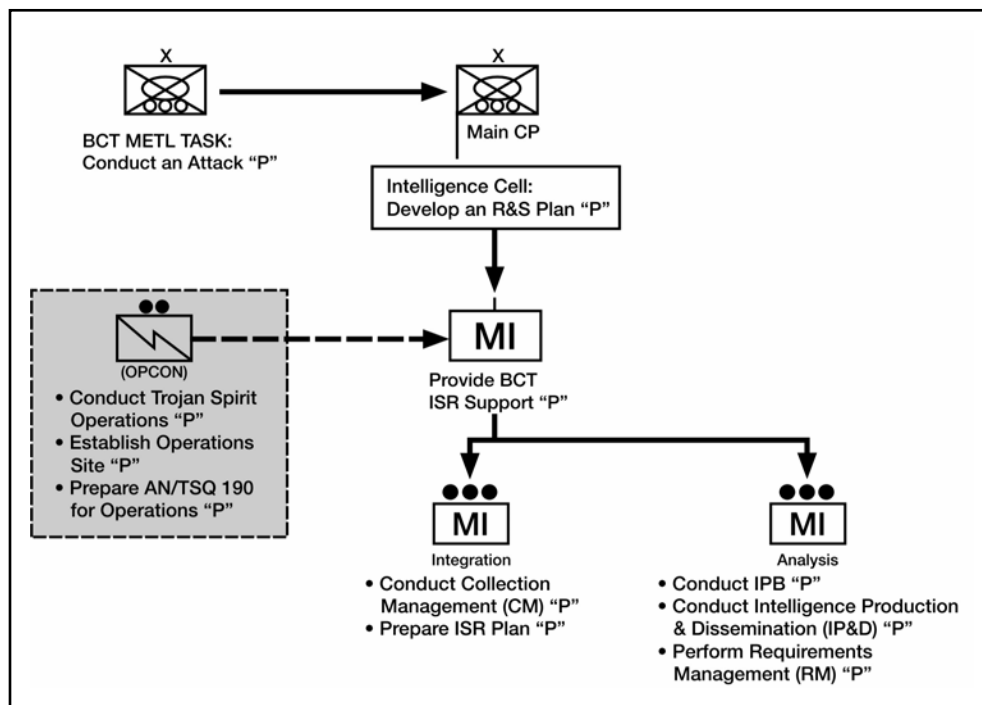 X
X
BCT METL TASK:
Conduct an Attack “P”
Main CP
Intelligence Cell:
Develop an R&S Plan “P”
(OPCON)
• Conduct Trojan Spirit
Operations “P”
• Establish Operations
Site “P”
• Prepare AN/TSQ 190
for Operations “P”
MI
Provide BCT
ISR Support “P”
MI
Integration
• Conduct Collection
Management (CM) “P”
• Prepare ISR Plan “P”
MI
Analysis
• Conduct IPB “P”
• Conduct Intelligence Production
& Dissemination (IP&D) “P”
• Perform Requirements
Management (RM) “P”